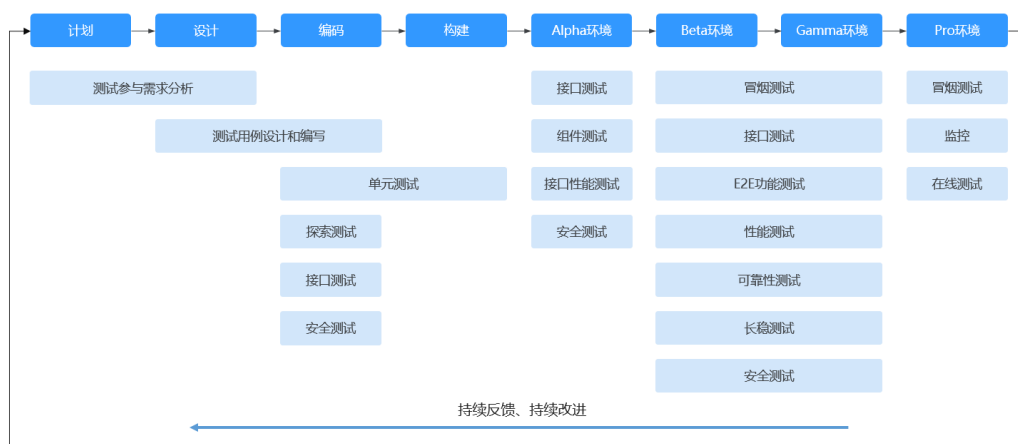 计划
设计
编码
构建
Alpha环境
Beta环境
Gamma环境
Pro环境
测试参与需求分析
接口测试
冒烟测试
冒烟测试
测试用例设计和编写
组件测试
接口测试
监控
单元测试
接口性能测试
E2E功能测试
在线测试
探索测试
安全测试
性能测试
接口测试
可靠性测试
安全测试
长稳测试
安全测试
持续反馈、持续改进